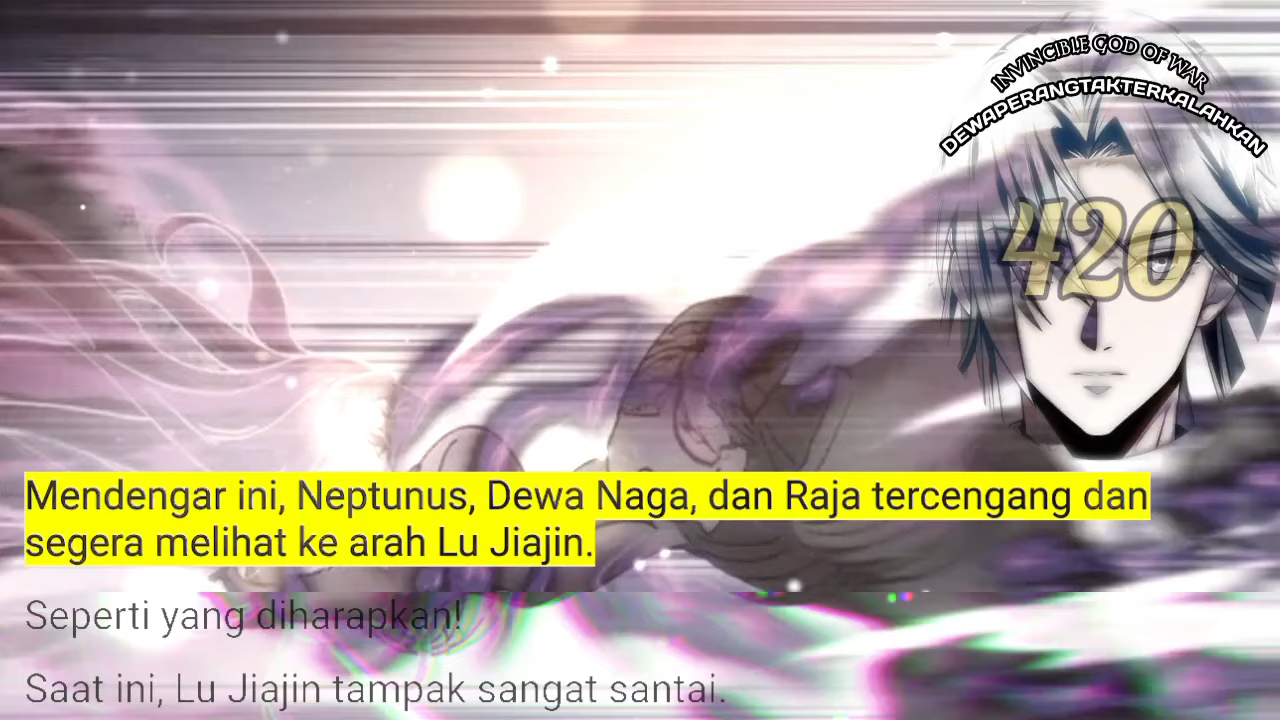 INVINCIBLE GOD OF WAR
DEWAPERANGTAKTERKALAHKAN
420
Mendengar ini, Neptunus, Dewa Naga, dan Raja tercengang dan
segera melihat ke arah Lu Jiajin.
Seperti yang diharapkan!
Saat ini, Lu Jiajin tampak sangat santai.